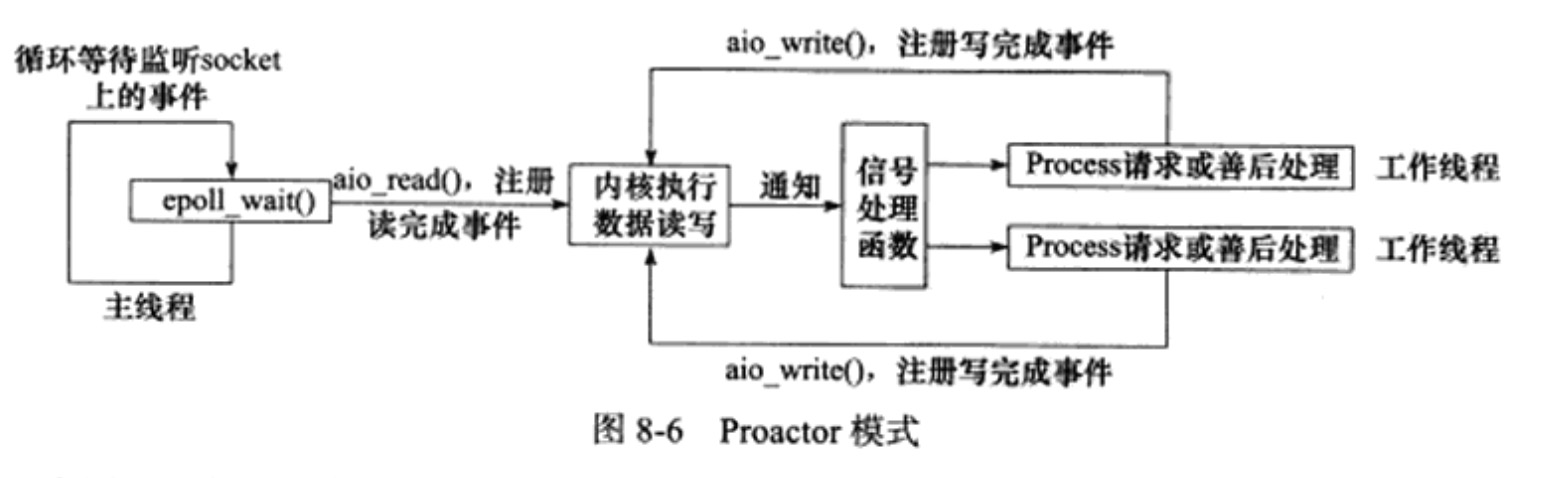 aio_write()，注册写完成事件
循环等待监听socket
上的事件
epoll_wait()
主线程
aio_read()，注册
读完成事件
内核执行
数据读写
通知
信号
处理
函数
Process请求或善后处理
工作线程
Process请求或善后处理
工作线程
aio_write()，注册写完成事件
图 8-6 Proactor 模式